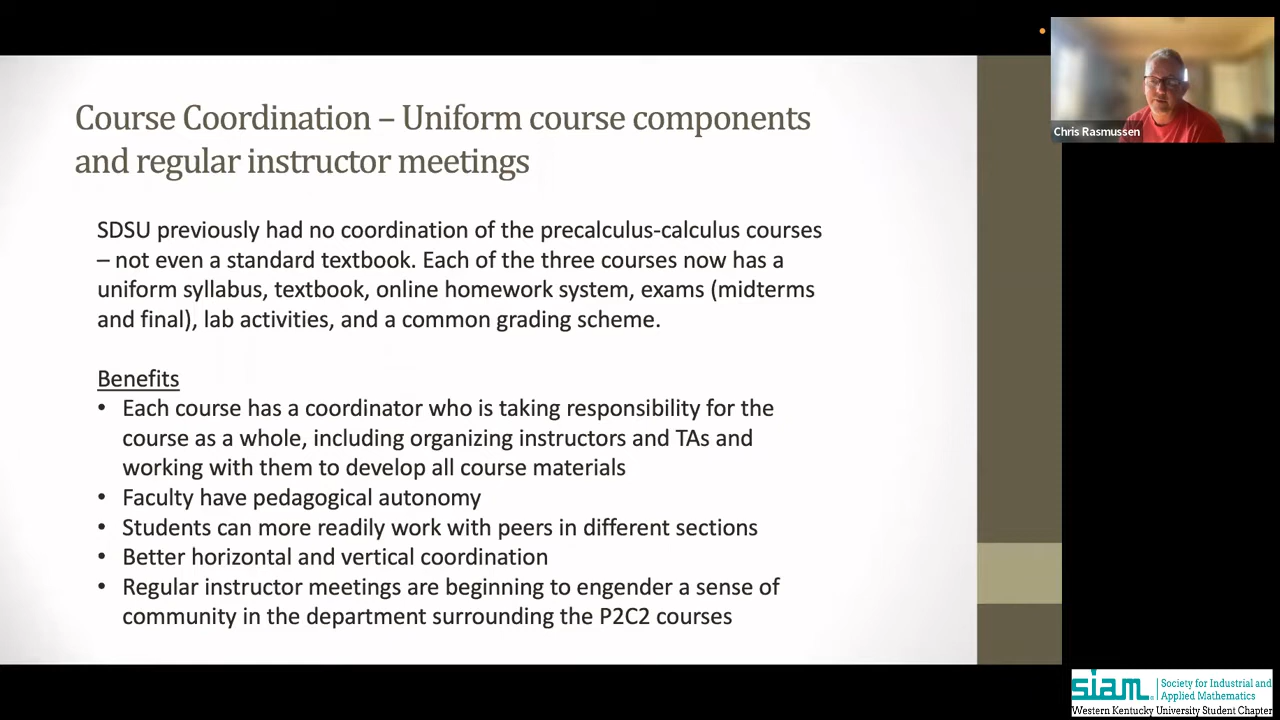 Course Coordination – Uniform course components
and regular instructor meetings
SDSU previously had no coordination of the precalculus-calculus courses
– not even a standard textbook. Each of the three courses now has a
uniform syllabus, textbook, online homework system, exams (midterms
and final), lab activities, and a common grading scheme.
Benefits
• Each course has a coordinator who is taking responsibility for the
course as a whole, including organizing instructors and TAs and
working with them to develop all course materials
• Faculty have pedagogical autonomy
• Students can more readily work with peers in different sections
• Better horizontal and vertical coordination
• Regular instructor meetings are beginning to engender a sense of
community in the department surrounding the P2C2 courses
Chris Rasmussen
siam. Society for Industrial and
Applied Mathematics
Western Kentucky University Student Chapter